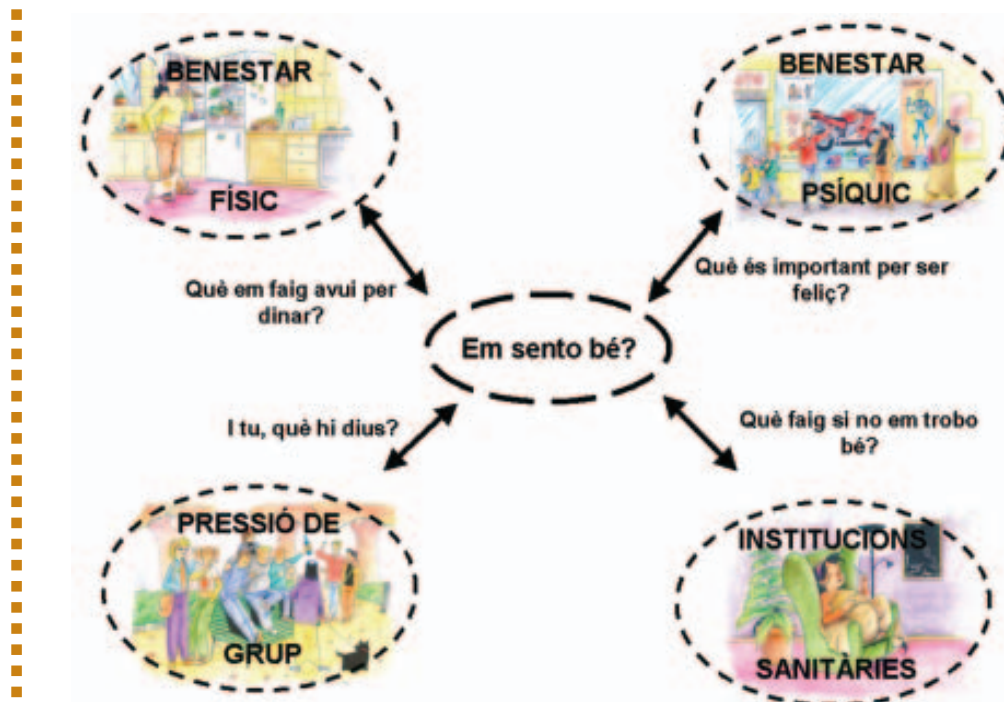 BENESTAR
FÍSIC
BENESTAR
PSÍQUIC
Què em faig avui per
dinar?
Què és important per ser
feliç?
Em sento bé?
I tu, què hi dius?
Què faig si no em trobo
bé?
PRESSIÓ DE
GRUP
INSTITUCIONS
SANITÀRIES